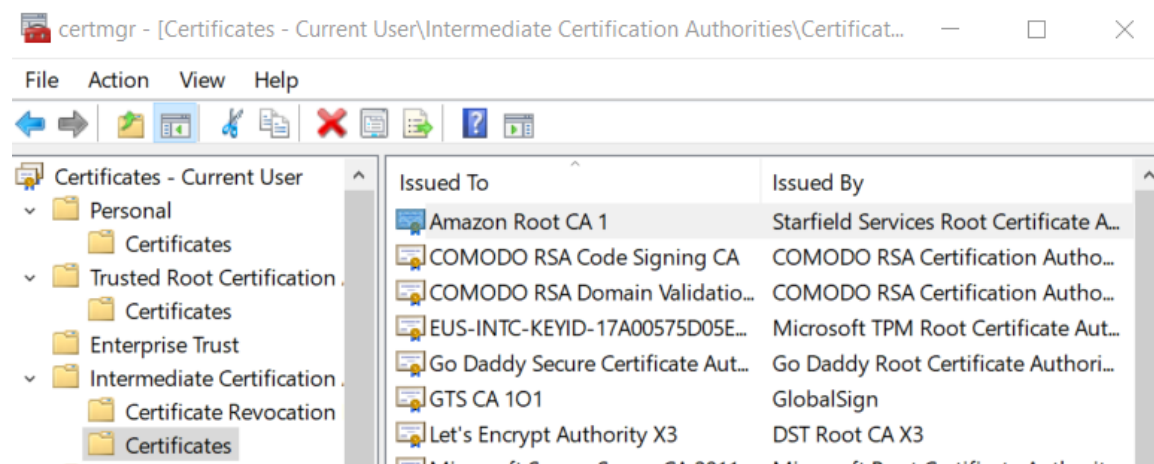 certmgr - [Certificates - Current User\Intermediate Certification Authorities\Certificat...
File Action View Help
Certificates - Current User
Personal
Certificates
Trusted Root Certification
Certificates
Enterprise Trust
Intermediate Certification
Certificate Revocation
Certificates
Issued To Issued By
Amazon Root CA 1 Starfield Services Root Certificate A...
COMODO RSA Code Signing CA COMODO RSA Certification Autho...
COMODO RSA Domain Validatio... COMODO RSA Certification Autho...
EUS-INTC-KEYID-17A00575D05E... Microsoft TPM Root Certificate Aut...
Go Daddy Secure Certificate Aut... Go Daddy Root Certificate Authori...
GTS CA 1O1 GlobalSign
Let's Encrypt Authority X3 DST Root CA X3